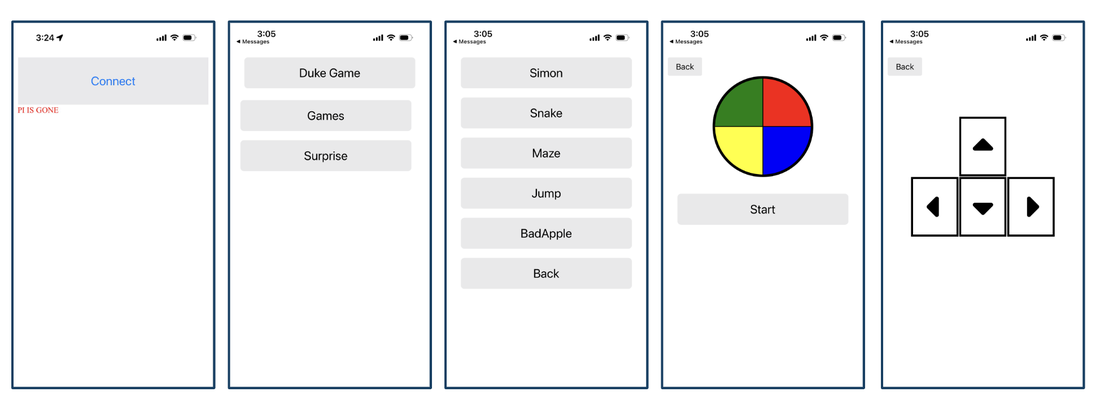 3:24
Connect
PI IS GONE
3:05
Messages
Duke Game
Games
Surprise
3:05
Messages
Simon
Snake
Maze
Jump
BadApple
Back
3:05
Messages
Back
Start
3:05
Messages
Back